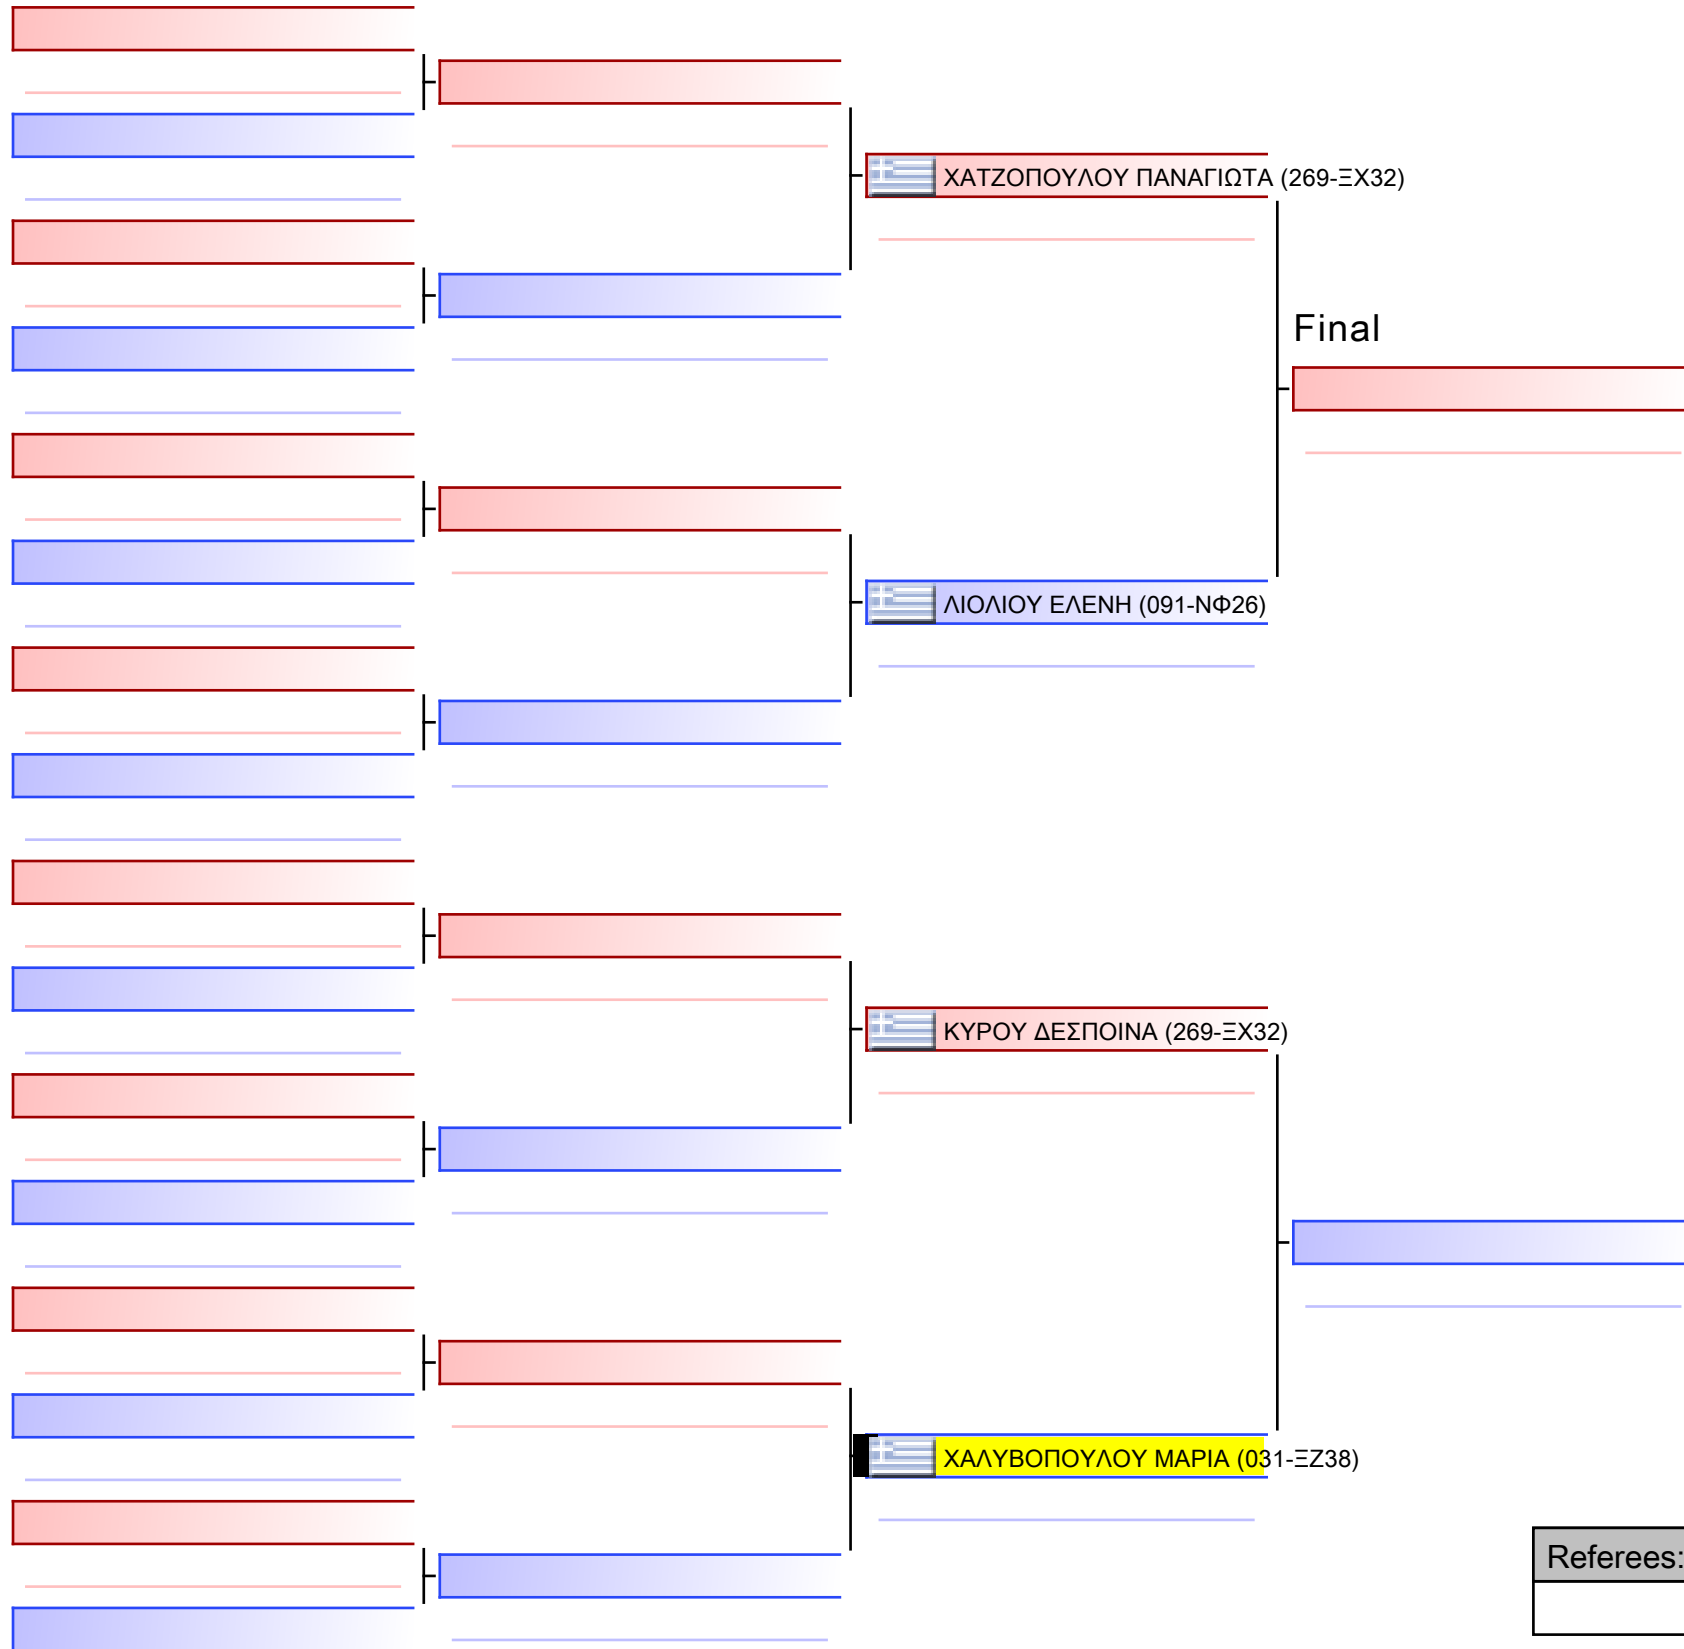 ΧΑΤΖΟΠΟΥΛΟΥ ΠΑΝΑΓΙΩΤΑ (269-ΞΧ32)
Final
ΛΙΟΛΙΟΥ ΕΛΕΝΗ (091-ΝΦ26)
ΚΥΡΟΥ ΔΕΣΠΟΙΝΑ (269-ΞΧ32)
ΧΑΛΥΒΟΠΟΥΛΟΥ ΜΑΡΙΑ (031-ΞΖ38)
Referees: